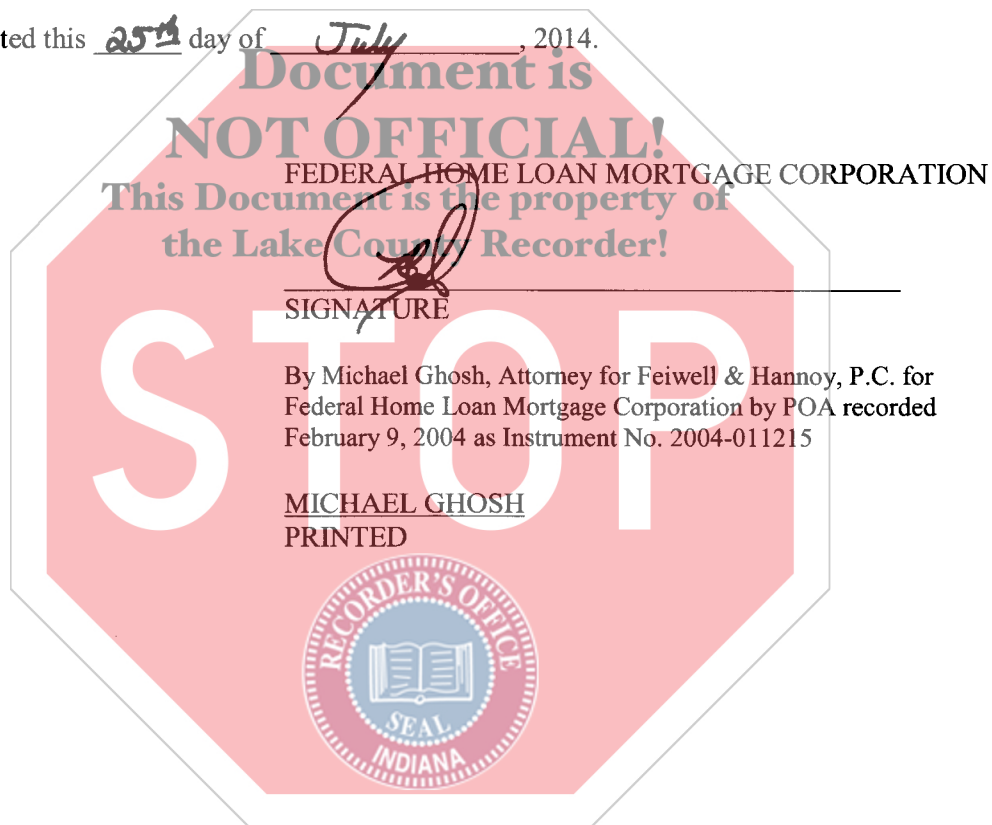 ted this 25th day of July, 2014.
Document is
NOT OFFICIAL!
FEDERAL HOME LOAN MORTGAGE CORPORATION
This Document is the property of
the Lake County Recorder!
SIGNATURE
STOP
By Michael Ghosh, Attorney for Feiwell & Hannoy, P.C. for
Federal Home Loan Mortgage Corporation by POA recorded
February 9, 2004 as Instrument No. 2004-011215
MICHAEL GHOSH
PRINTED
RECORDER'S OFFICE
SEAL
INDIANA